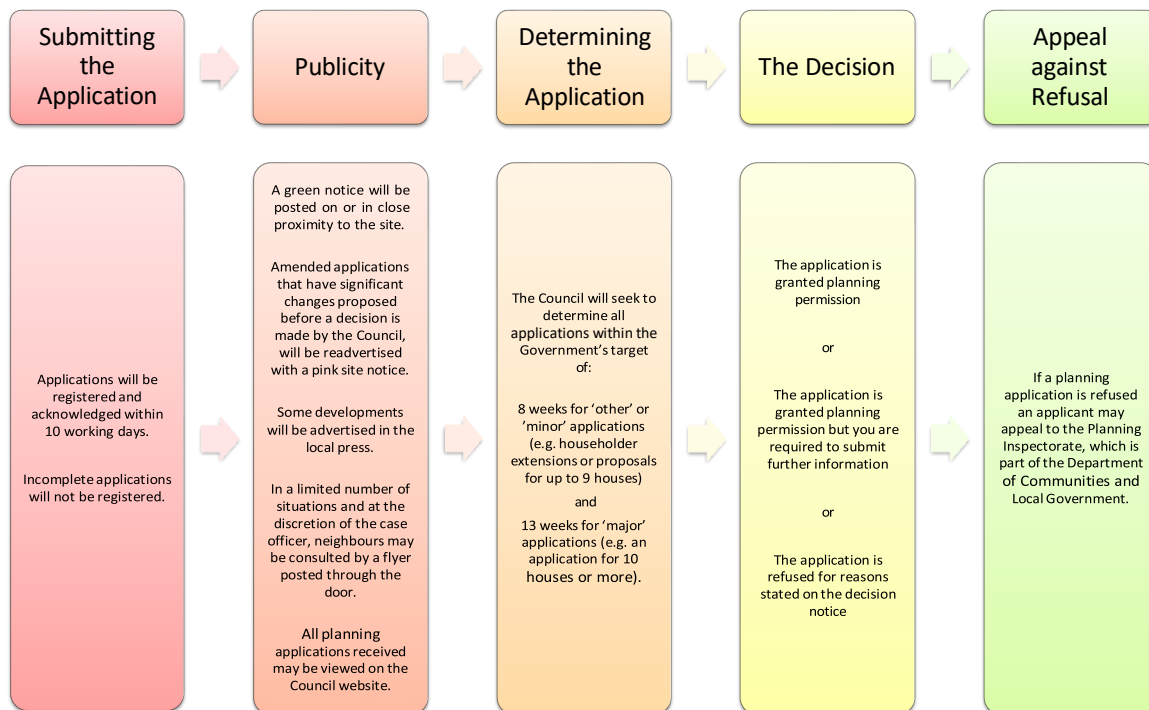 Submitting
the
Application
Publicity
Determining
the
Application
The Decision
Appeal
against
Refusal
Applications will be
registered and
acknowledged within
10 working days.
Incomplete applications
will not be registered.
A green notice will be
posted on or in close
proximity to the site.
Amended applications
that have significant
changes proposed
before a decision is
made by the Council,
will be readvertised
with a pink site notice.
Some developments
will be advertised in the
local press.
In a limited number of
situations and at the
discretion of the case
officer, neighbours may
be consulted by a flyer
posted through the
door.
All planning
applications received
may be viewed on the
Council website.
The Council will seek to
determine all
applications within the
Government’s target
of:
8 weeks for ‘other’ or
’minor’ applications
(e.g. householder
extensions or proposals
for up to 9 houses)
and
13 weeks for ‘major’
applications (e.g. an
application for 10
houses or more).
The application is
granted planning
permission
or
The application is
granted planning
permission but you are
required to submit
further information
or
The application is
refused for reasons
stated on the decision
notice
If a planning
application is refused
an applicant may
appeal to the Planning
Inspectorate, which is
part of the Department
of Communities and
Local Government.